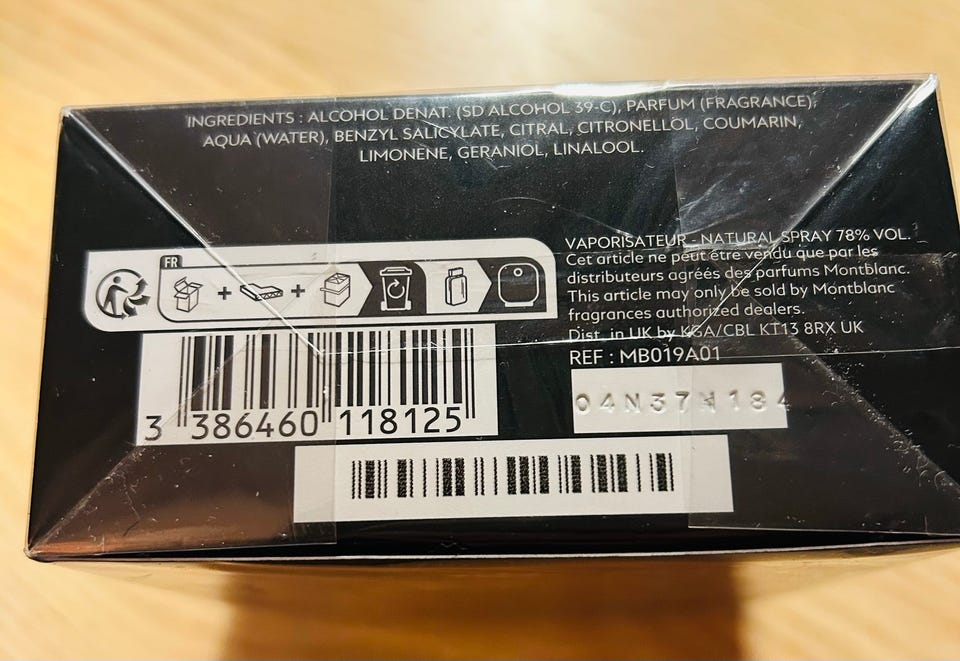 INGREDIENTS : ALCOHOL DENAT. (SD ALCOHOL 39-C), PARFUM (FRAGRANCE),
AQUA (WATER), BENZYL SALICYLATE, CITRAL, CITRONELLOL, COUMARIN,
LIMONENE, GERANIOL, LINALOOL.
FR
+ +
VAPORISATEUR - NATURAL SPRAY 78% VOL.
Cet article ne peut être vendu que par les
distributeurs agréés des parfums Montblanc.
This article may only be sold by Montblanc
fragrances authorized dealers.
Dist. in UK by KGA/CBL KT13 8RX UK
REF : MB019A01
04N37H184
3 386460 118125